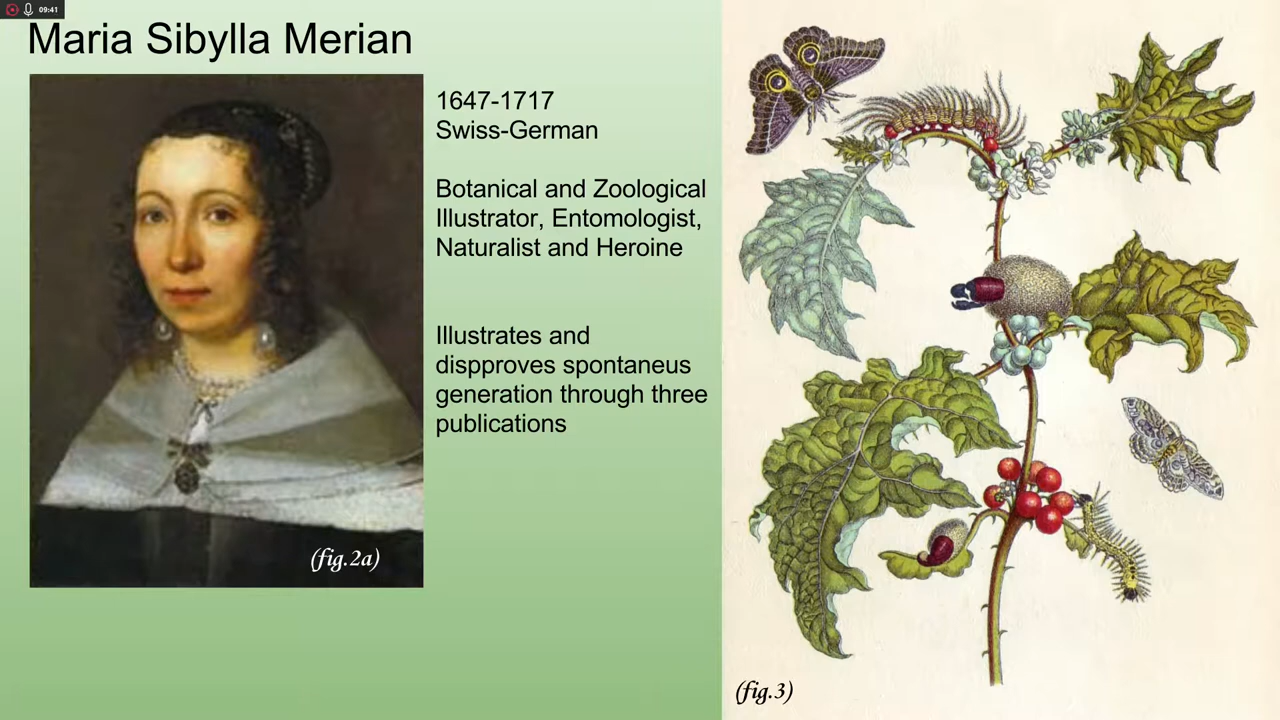 09:41
Maria Sibylla Merian
1647-1717
Swiss-German
Botanical and Zoological
Illustrator, Entomologist,
Naturalist and Heroine
Illustrates and
dispproves spontaneus
generation through three
publications
(fig.2a)
(fig.3)